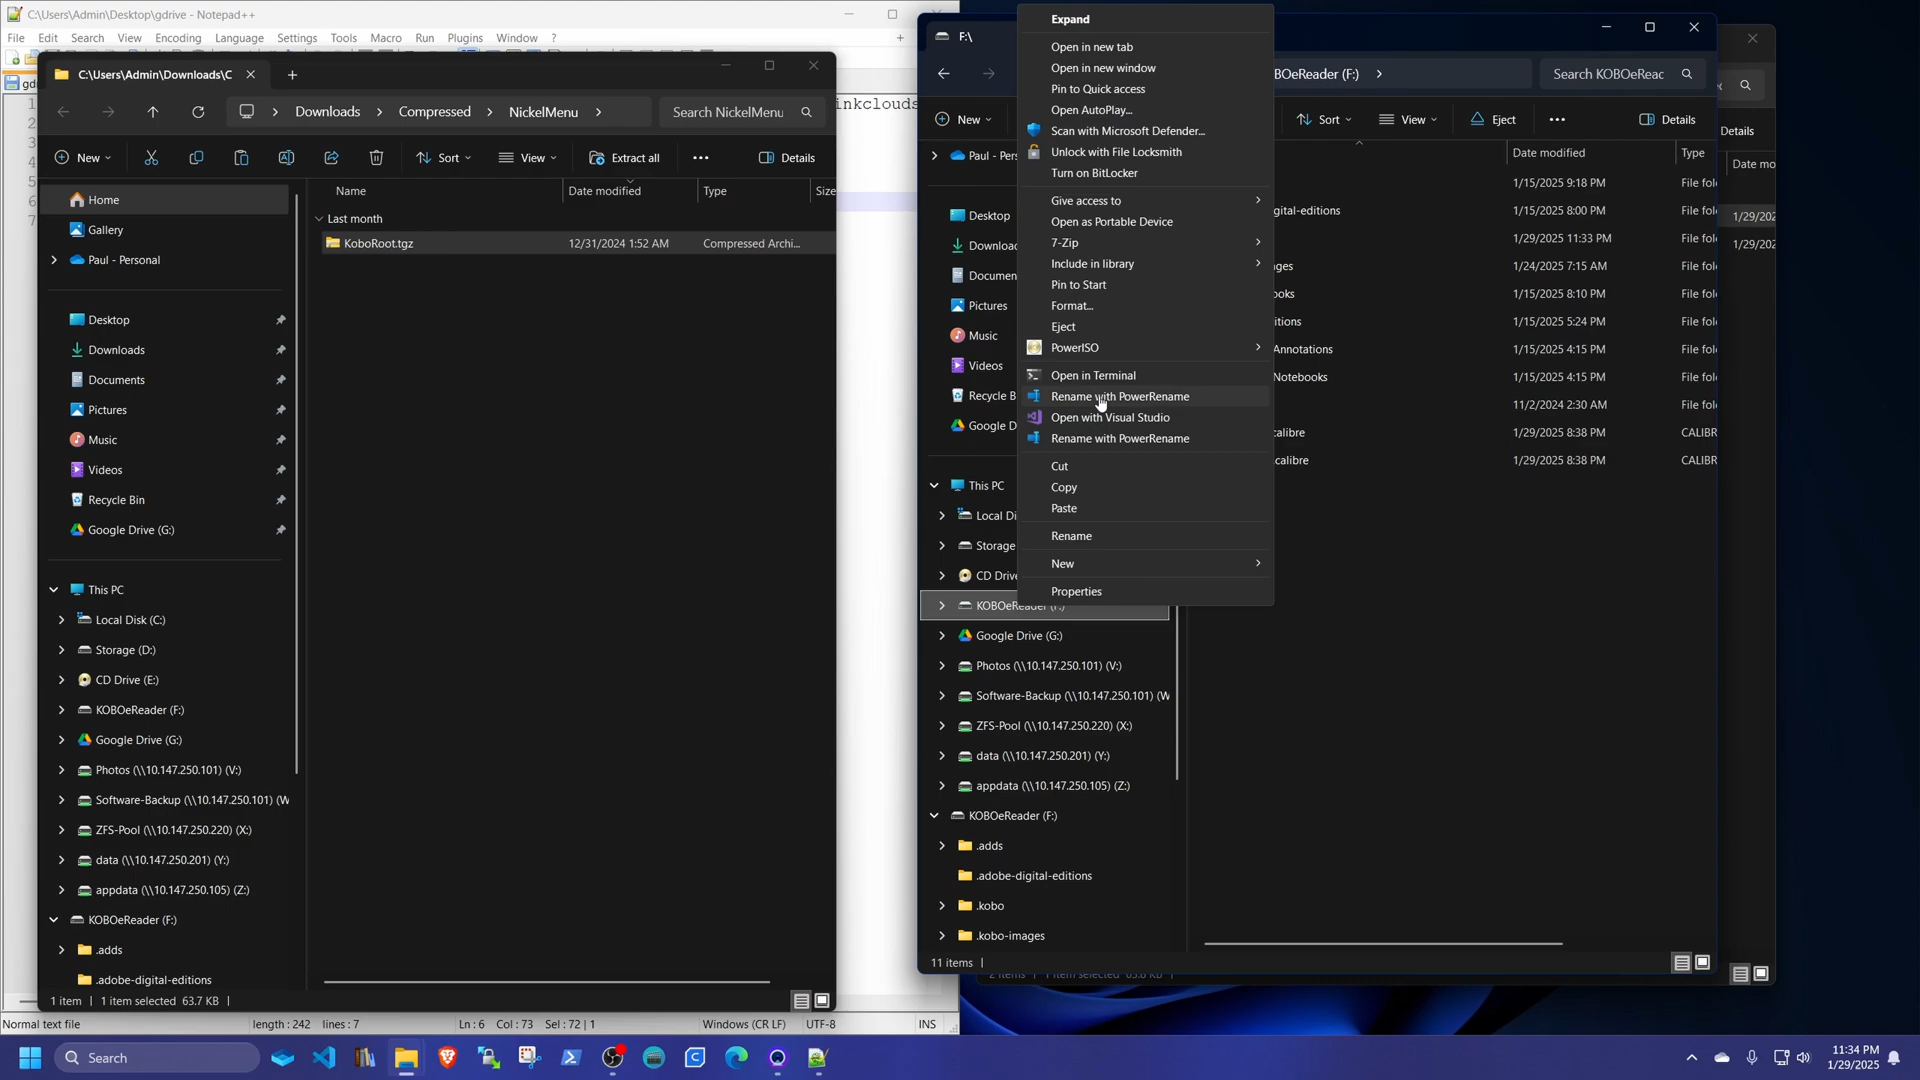 C:\Users\Admin\Desktop\gdrive - Notepad++
File Edit Search View Encoding Language Settings Tools Macro Run Plugins Window ?
C:\Users\Admin\Downloads\C
Downloads Compressed NickelMenu
Search NickelMenu
New Sort View Extract all Details
Name Date modified Type Size
Last month
KoboRoot.tgz 12/31/2024 1:52 AM Compressed Archi...
Home
Gallery
Paul - Personal
Desktop
Downloads
Documents
Pictures
Music
Videos
Recycle Bin
Google Drive (G:)
This PC
Local Disk (C:)
Storage (D:)
CD Drive (E:)
KOBOeReader (F:)
Google Drive (G:)
Photos (\\10.147.250.101) (V:)
Software-Backup (\\10.147.250.101) (W
ZFS-Pool (\\10.147.250.220) (X:)
data (\\10.147.250.201) (Y:)
appdata (\\10.147.250.105) (Z:)
KOBOeReader (F:)
.adds
.adobe-digital-editions
1 item 1 item selected 63.7 KB
Normal text file length : 242 lines : 7 Ln : 6 Col : 73 Sel : 72 | 1 Windows (CR LF) UTF-8 INS
inkclouds
F:\
BOeReader (F:)
Search KOBOeReac
New Sort View Eject Details
Date modified Type
1/15/2025 9:18 PM File fol
igital-editions 1/15/2025 8:00 PM File fol
1/29/2025 11:33 PM File fol
ges 1/24/2025 7:15 AM File fol
ooks 1/15/2025 8:10 PM File fol
itions 1/15/2025 5:24 PM File fol
Annotations 1/15/2025 4:15 PM File fol
Notebooks 1/15/2025 4:15 PM File fol
11/2/2024 2:30 AM File fol
calibre 1/29/2025 8:38 PM CALIBR
calibre 1/29/2025 8:38 PM CALIBR
Paul - Pers
Desktop
Downloac
Documen
Pictures
Music
Videos
Recycle B
Google D
This PC
Local Di
Storage
CD Drive
KOBOeReader (F:)
Google Drive (G:)
Photos (\\10.147.250.101) (V:)
Software-Backup (\\10.147.250.101) (W
ZFS-Pool (\\10.147.250.220) (X:)
data (\\10.147.250.201) (Y:)
appdata (\\10.147.250.105) (Z:)
KOBOeReader (F:)
.adds
.adobe-digital-editions
.kobo
.kobo-images
11 items
Expand
Open in new tab
Open in new window
Pin to Quick access
Open AutoPlay...
Scan with Microsoft Defender...
Unlock with File Locksmith
Turn on BitLocker
Give access to
Open as Portable Device
7-Zip
Include in library
Pin to Start
Format...
Eject
PowerISO
Open in Terminal
Rename with PowerRename
Open with Visual Studio
Rename with PowerRename
Cut
Copy
Paste
Rename
New
Properties
Details
Date mo
1/29/202
1/29/202
Search
11:34 PM
1/29/2025